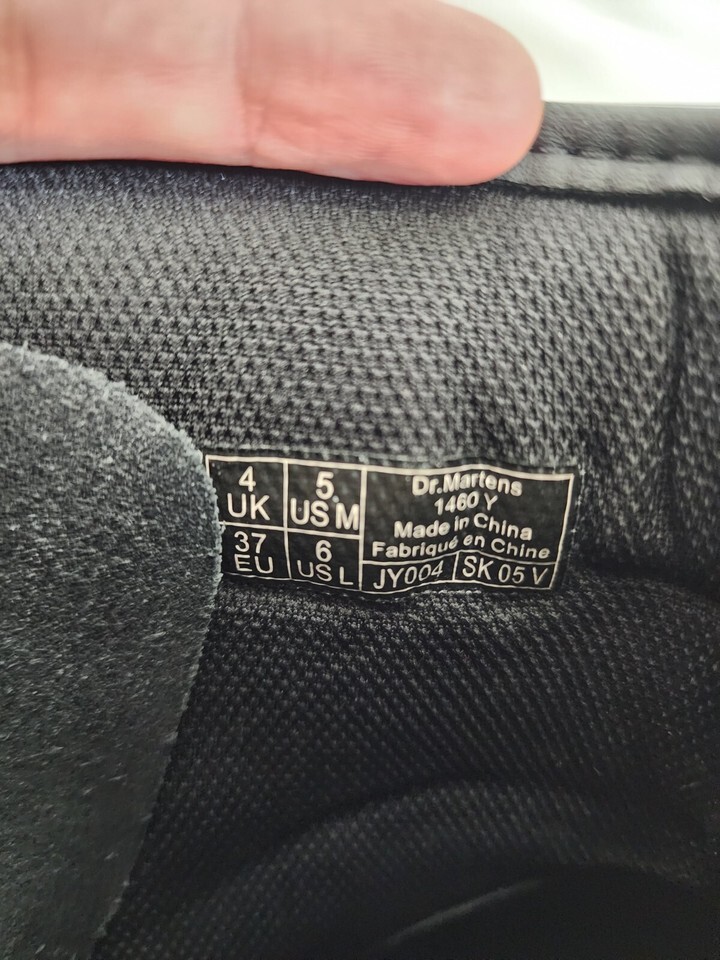 4
UK
5
US M
37
EU
6
US L
Dr.Martens
1460 Y
Made in China
Fabriqué en Chine
JY004
SK 05 V